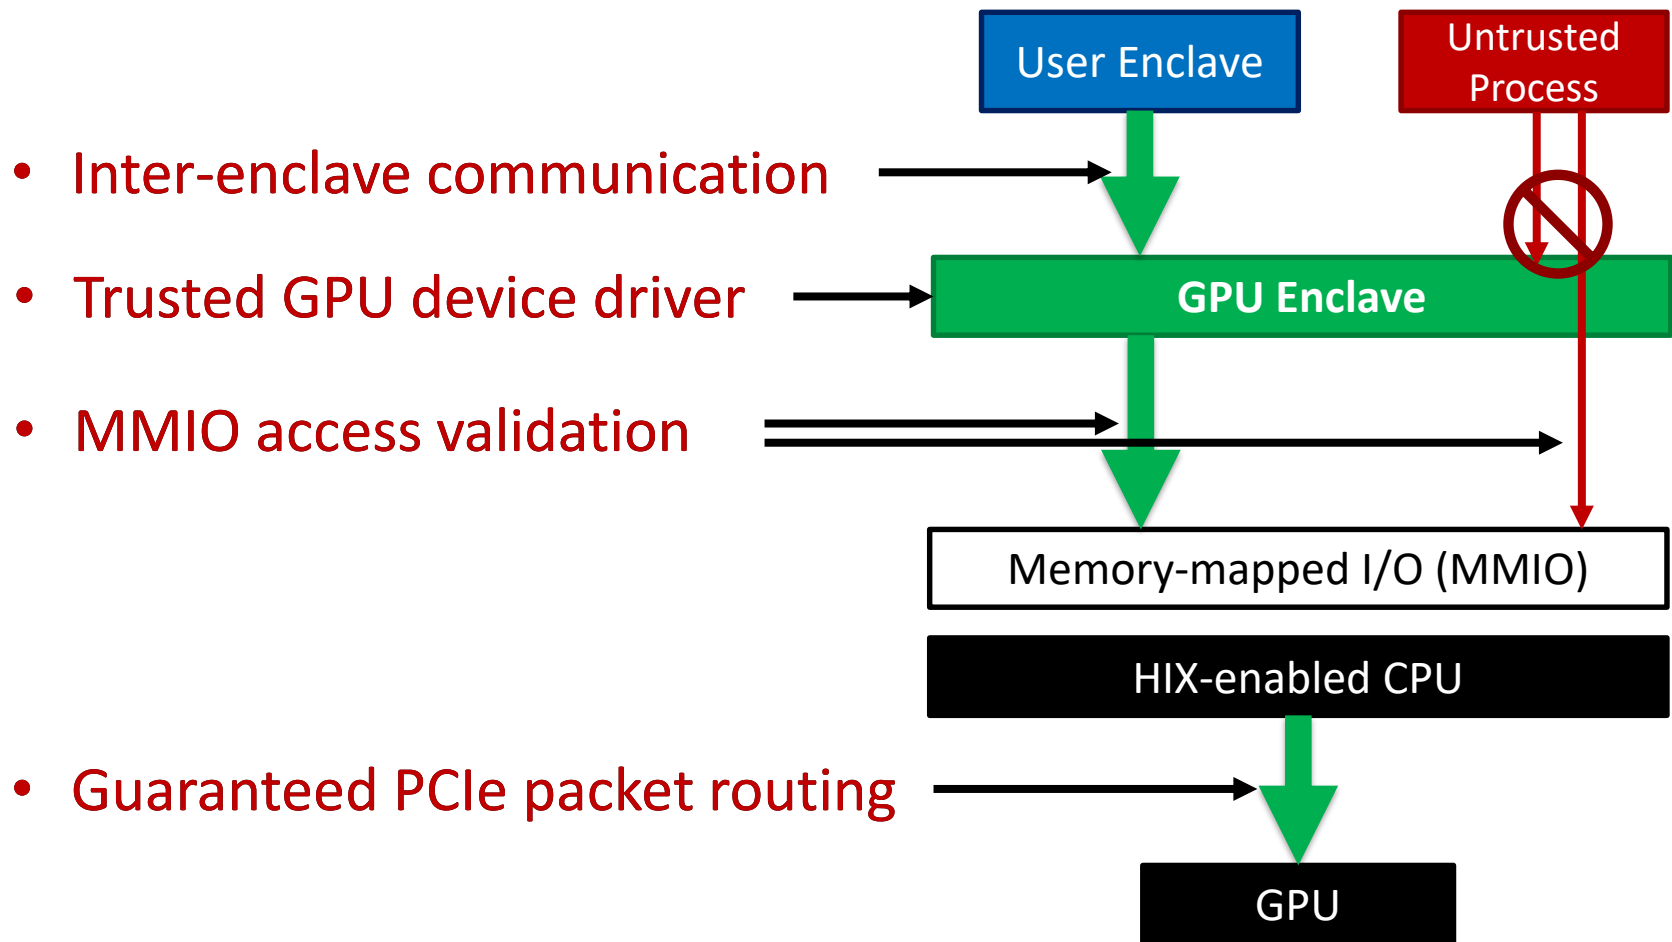 User Enclave
Untrusted
Process
• Inter-enclave communication
• Trusted GPU device driver
GPU Enclave
• MMIO access validation
Memory-mapped I/O (MMIO)
HIX-enabled CPU
• Guaranteed PCIe packet routing
GPU